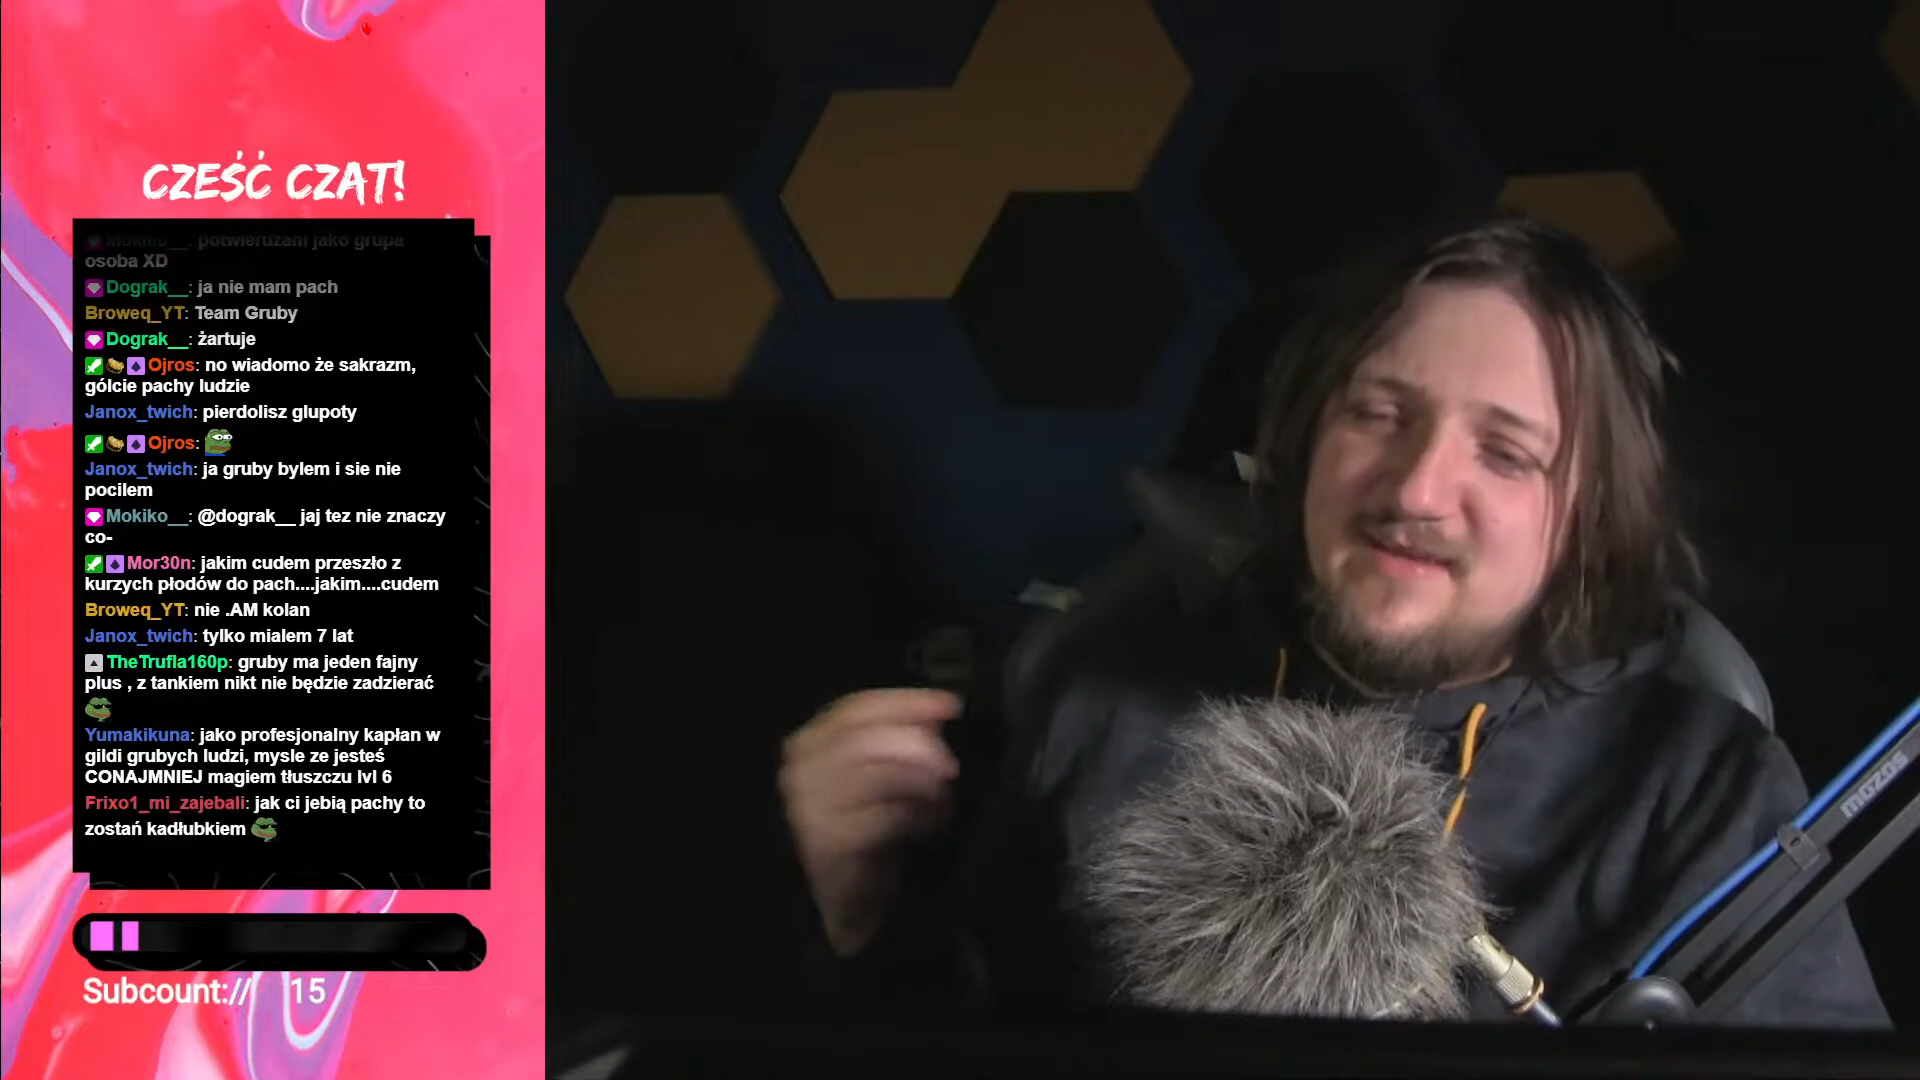 CZEŚĆ CZAT!
Mokiko__: potwierdzani jako grupa
osoba XD
Dograk__: ja nie mam pach
Broweq_YT: Team Gruby
Dograk__: żartuje
Ojros: no wiadomo że sakrazm,
gólcie pachy ludzie
Janox_twich: pierdolisz glupoty
Ojros:
Janox_twich: ja gruby bylem i sie nie
pocilem
Mokiko__: @dograk__ jaj tez nie znaczy
co-
Mor30n: jakim cudem przeszło z
kurzych płodów do pach....jakim....cudem
Broweq_YT: nie .AM kolan
Janox_twich: tylko mialem 7 lat
TheTrufla160p: gruby ma jeden fajny
plus , z tankiem nikt nie będzie zadzierać
Yumakikuna: jako profesjonalny kapłan w
gildi grubych ludzi, mysle ze jesteś
CONAJMNIEJ magiem tłuszczu lvl 6
Frixo1_mi_zajebali: jak ci jebią pachy to
zostań kadłubkiem
Subcount:// 15
MOZOS